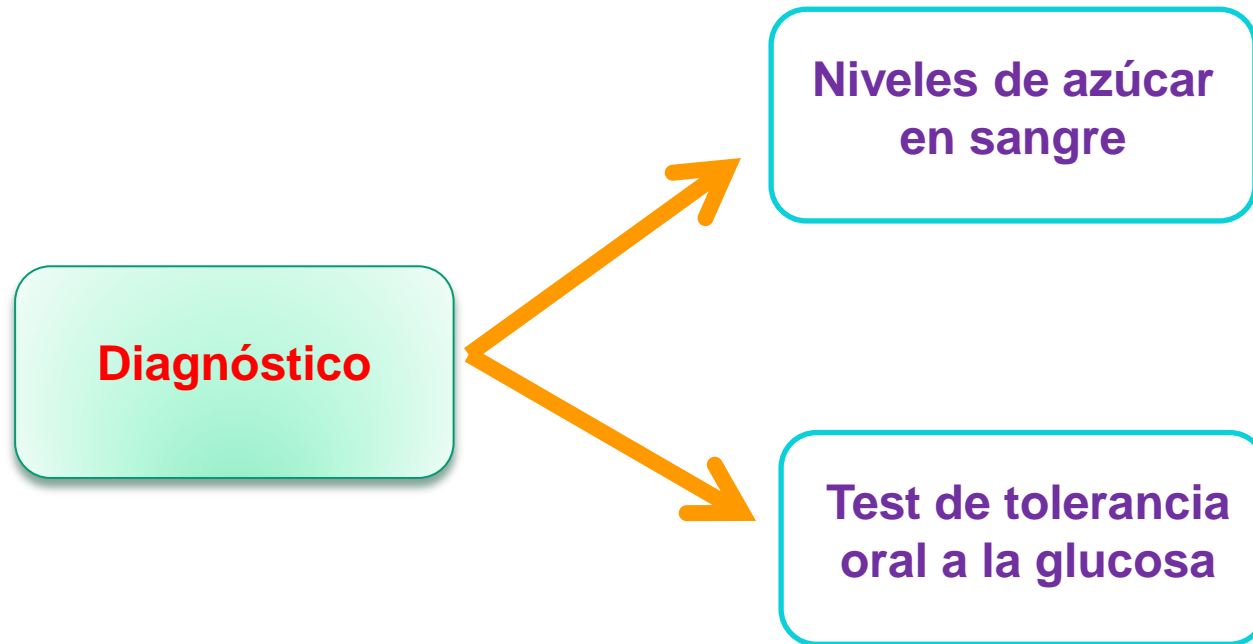 Diagnóstico
Niveles de azúcar
en sangre
Test de tolerancia
oral a la glucosa